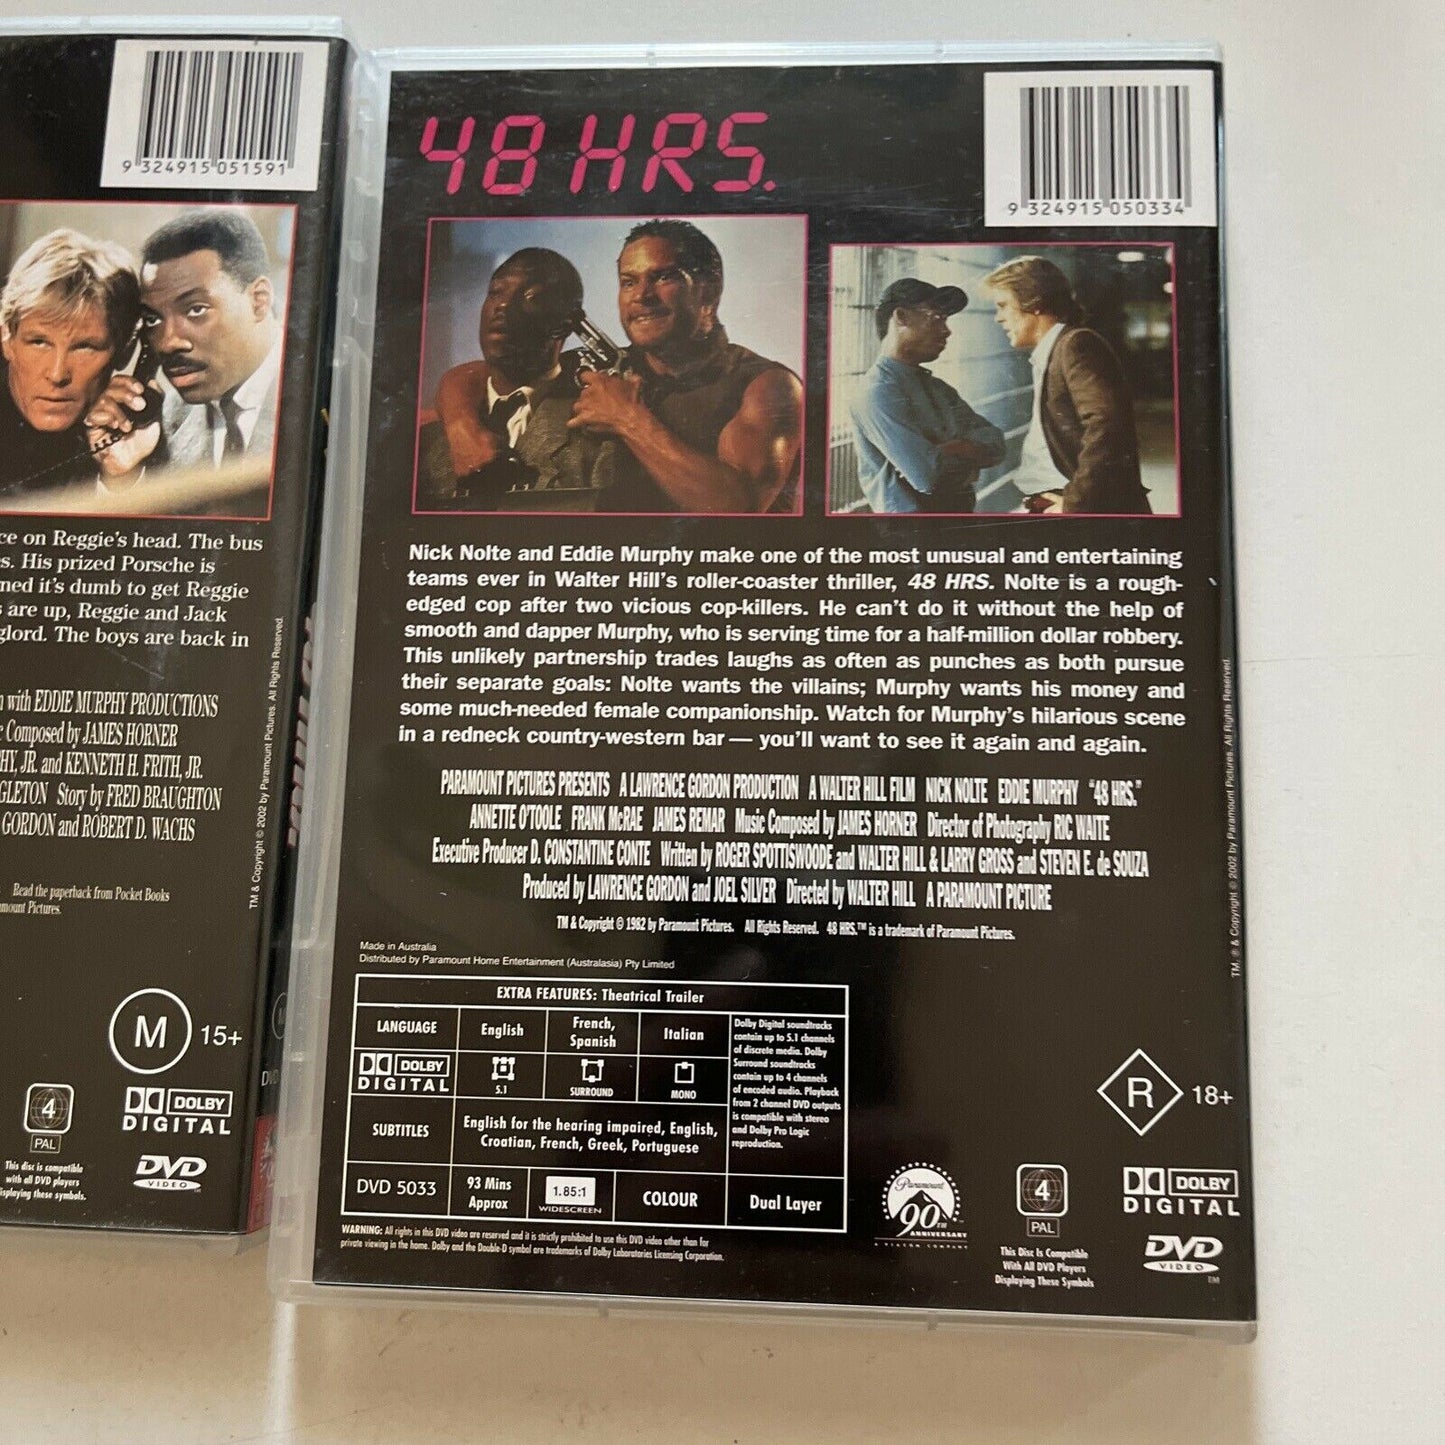 9 324915 051591
ce on Reggie's head. The bus
s. His prized Porsche is
ned it's dumb to get Reggie
s are up, Reggie and Jack
glord. The boys are back in
n with EDDIE MURPHY PRODUCTIONS
c Composed by JAMES HORNER
HY, JR. and KENNETH H. FRITH, JR.
GLETON Story by FRED BRAUGHTON
GORDON and ROBERT D. WACHS
Read the paperback from Pocket Books
mount Pictures.
TM & Copyright © 2002 by Paramount Pictures. All Rights Reserved.
M 15+
4
PAL
DOLBY
DIGITAL
This disc is compatible
with all DVD players
isplaying these symbols.
DVD
VIDEO
48 HRS.
9 324915 050334
Nick Nolte and Eddie Murphy make one of the most unusual and entertaining
teams ever in Walter Hill's roller-coaster thriller, 48 HRS. Nolte is a rough-
edged cop after two vicious cop-killers. He can't do it without the help of
smooth and dapper Murphy, who is serving time for a half-million dollar robbery.
This unlikely partnership trades laughs as often as punches as both pursue
their separate goals: Nolte wants the villains; Murphy wants his money and
some much-needed female companionship. Watch for Murphy's hilarious scene
in a redneck country-western bar — you'll want to see it again and again.
PARAMOUNT PICTURES PRESENTS A LAWRENCE GORDON PRODUCTION A WALTER HILL FILM NICK NOLTE EDDIE MURPHY "48 HRS."
ANNETTE O'TOOLE FRANK McRAE JAMES REMAR Music Composed by JAMES HORNER Director of Photography RIC WAITE
Executive Producer D. CONSTANTINE CONTE Written by ROGER SPOTTISWOODE and WALTER HILL & LARRY GROSS and STEVEN E. de SOUZA
Produced by LAWRENCE GORDON and JOEL SILVER Directed by WALTER HILL A PARAMOUNT PICTURE
TM & Copyright © 1982 by Paramount Pictures. All Rights Reserved. 48 HRS.™ is a trademark of Paramount Pictures.
Made in Australia
Distributed by Paramount Home Entertainment (Australasia) Pty Limited
EXTRA FEATURES: Theatrical Trailer
LANGUAGE English French, Spanish Italian
DOLBY DIGITAL 5.1 SURROUND MONO
Dolby Digital soundtracks
contain up to 5.1 channels
of discrete media. Dolby
Surround soundtracks
contain up to 4 channels
of encoded audio. Playback
from 2 channel DVD outputs
is compatible with stereo
and Dolby Pro Logic
reproduction.
SUBTITLES English for the hearing impaired, English,
Croatian, French, Greek, Portuguese
DVD 5033 93 Mins Approx 1.85:1 WIDESCREEN COLOUR Dual Layer
WARNING: All rights in this DVD video are reserved and it is strictly prohibited to use this DVD video other than for
private viewing in the home. Dolby and the Double-D symbol are trademarks of Dolby Laboratories Licensing Corporation.
Paramount
90TH
ANNIVERSARY
A VIACOM COMPANY
4
PAL
This Disc Is Compatible
With All DVD Players
Displaying These Symbols
R 18+
DOLBY
DIGITAL
DVD
VIDEO
TM
TM, ® & Copyright © 2002 by Paramount Pictures. All Rights Reserved.